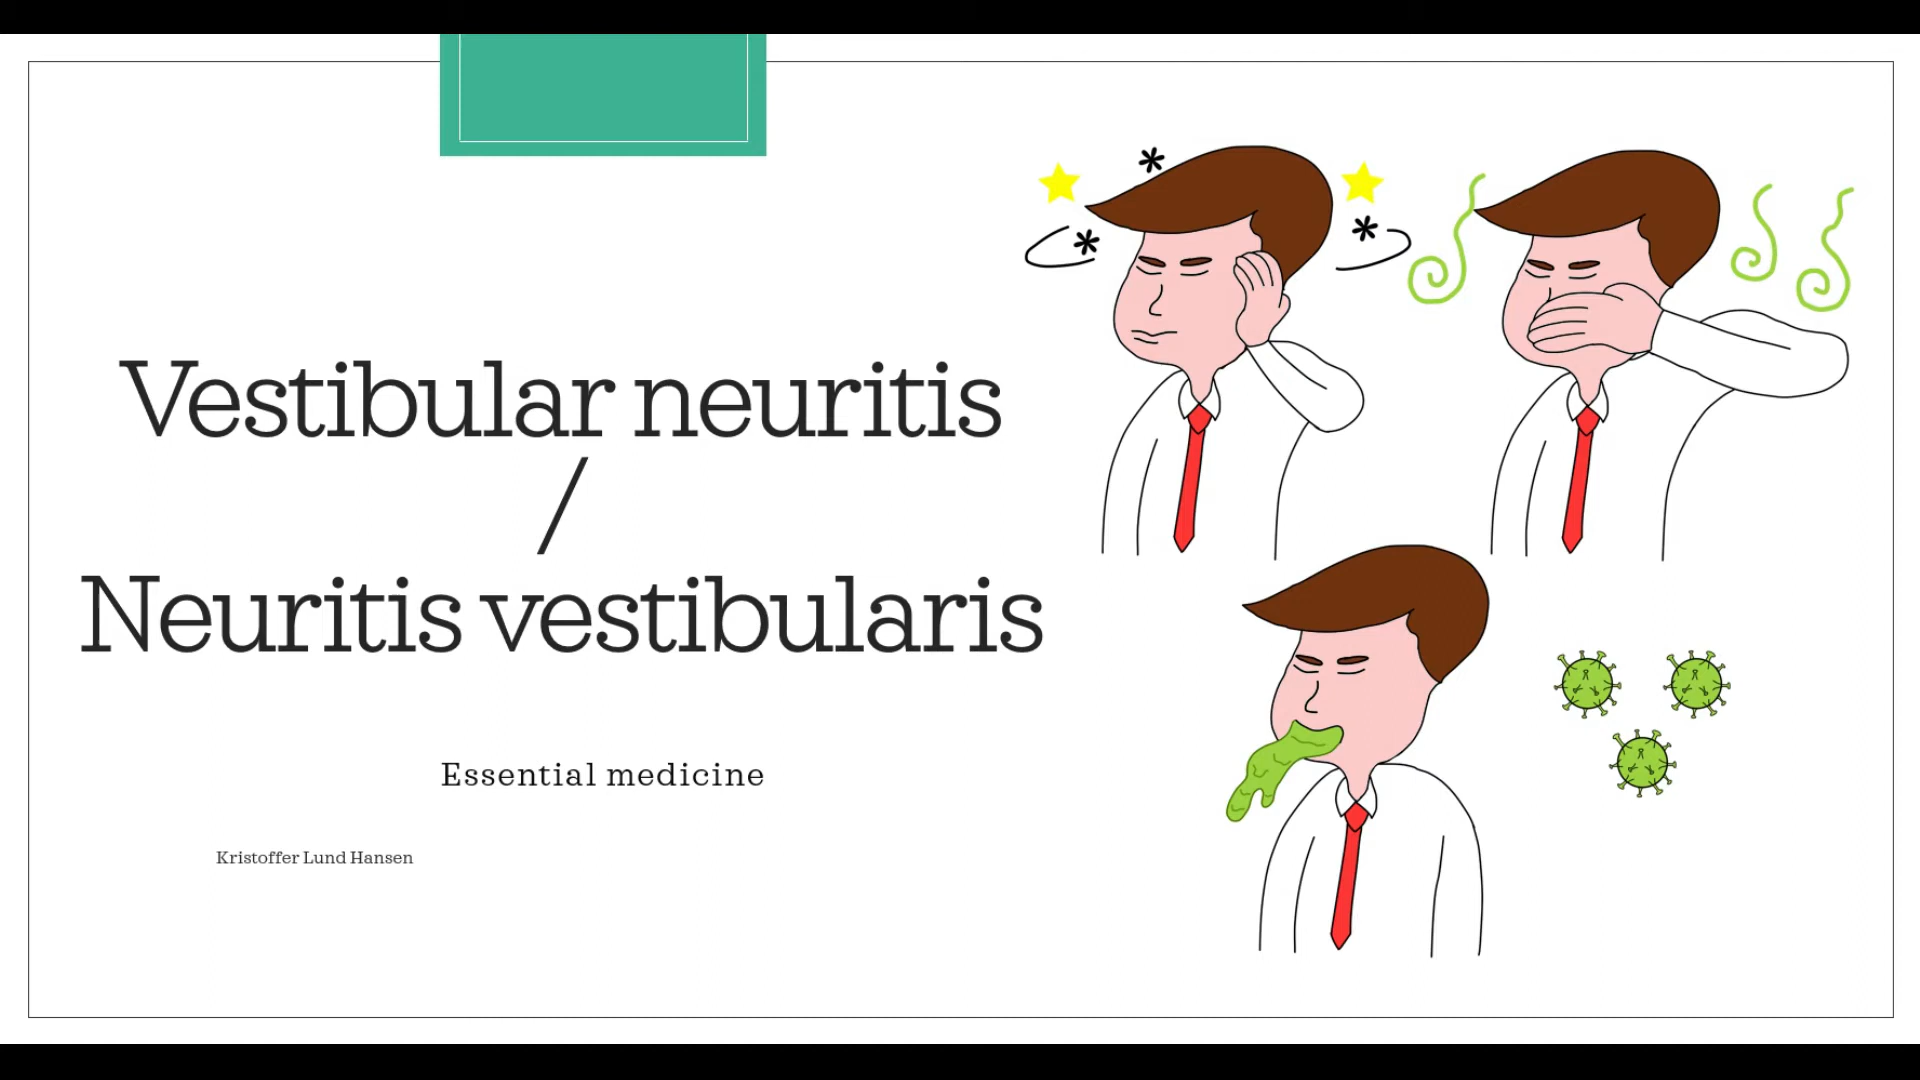 Vestibular neuritis
/
Neuritis vestibularis
Essential medicine
Kristoffer Lund Hansen